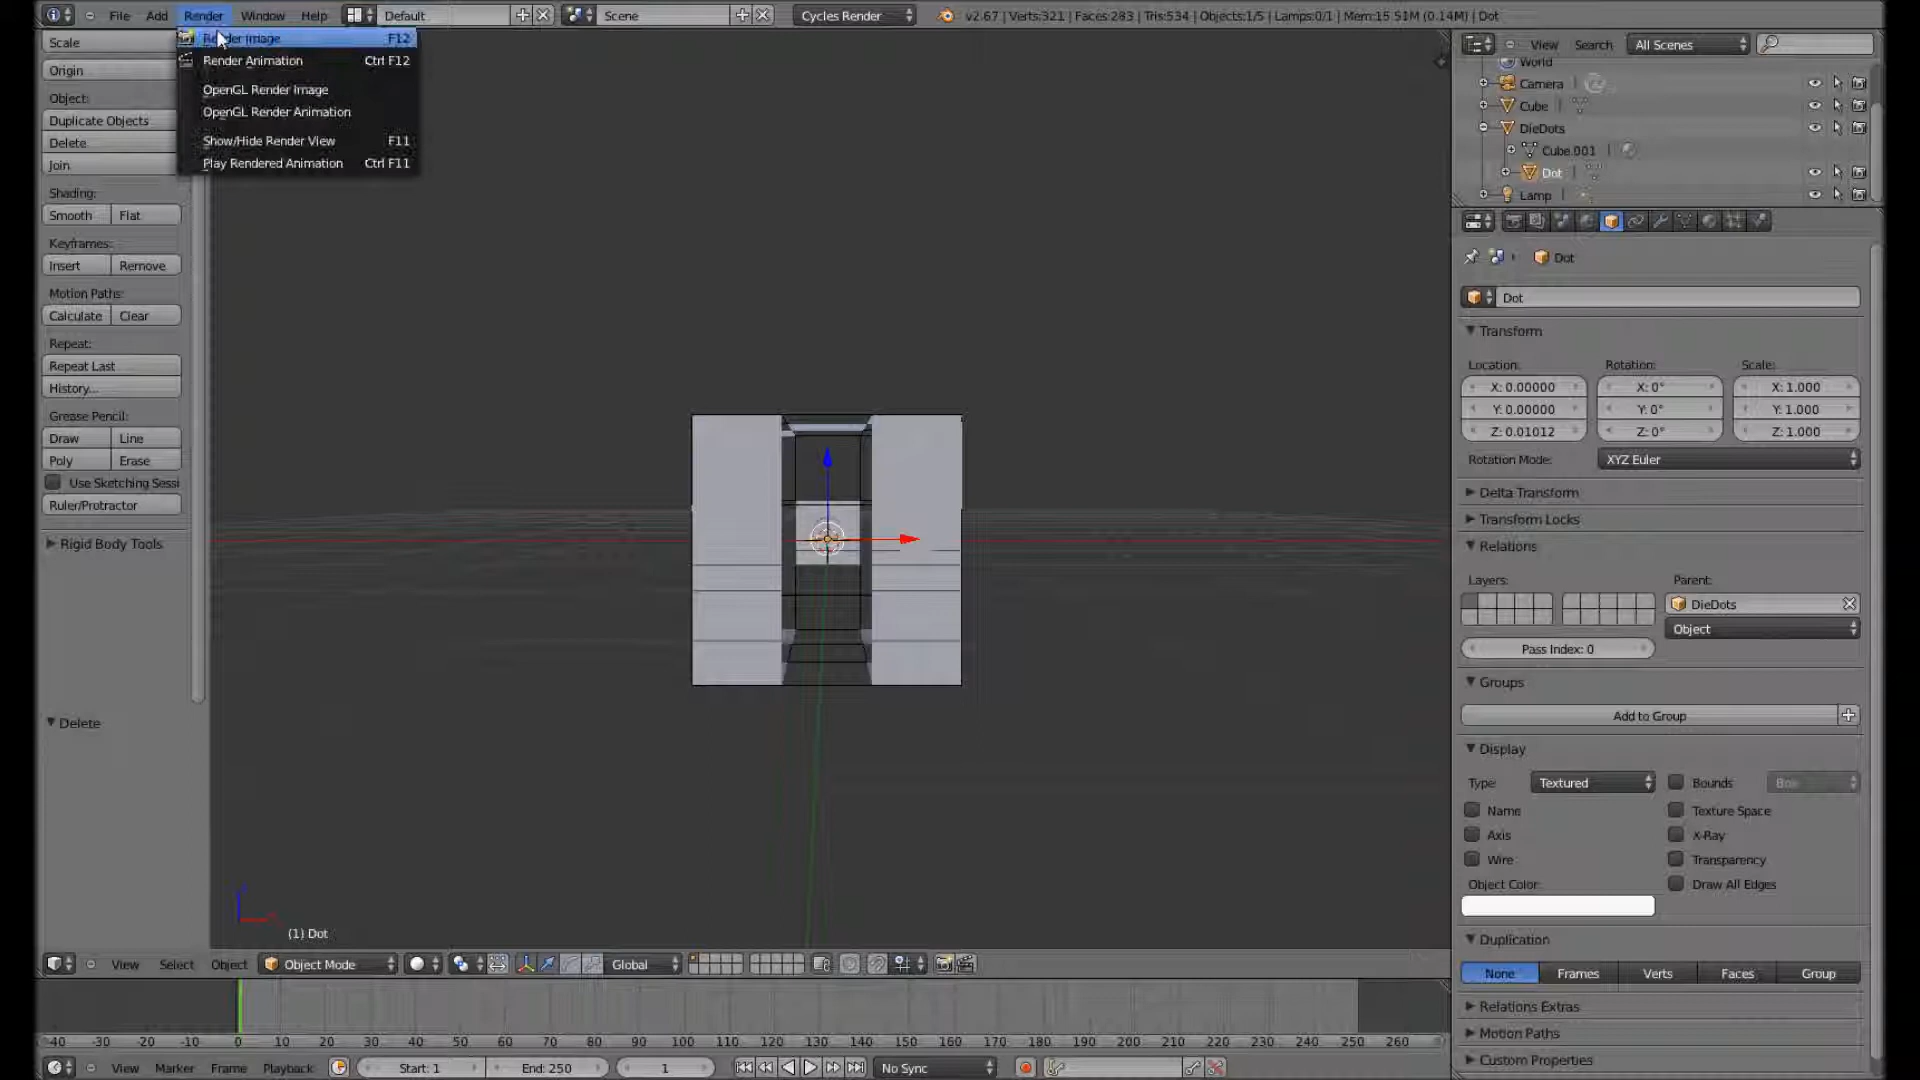 File Add Render Window Help Default Scene Cycles Render v2.67 | Verts:321 | Faces:283 | Tris:534 | Objects:1/5 | Lamps:0/1 | Mem:15.51M (0.14M) | Dot
Render Image F12
Render Animation Ctrl F12
OpenGL Render Image
OpenGL Render Animation
Show/Hide Render View F11
Play Rendered Animation Ctrl F11
Scale
Origin
Object:
Duplicate Objects
Delete
Join
Shading:
Smooth Flat
Keyframes:
Insert Remove
Motion Paths:
Calculate Clear
Repeat:
Repeat Last
History...
Grease Pencil:
Draw Line
Poly Erase
Use Sketching Sessi
Ruler/Protractor
Rigid Body Tools
Delete
(1) Dot
View Select Object Object Mode Global
-40 -30 -20 -10 0 10 20 30 40 50 60 70 80 90 100 110 120 130 140 150 160 170 180 190 200 210 220 230 240 250 260
View Marker Frame Playback Start: 1 End: 250 1 No Sync
View Search All Scenes
World
Camera
Cube
DieDots
Cube.001
Dot
Lamp
Dot
Dot
Transform
Location: Rotation: Scale:
X: 0.00000 X: 0° X: 1.000
Y: 0.00000 Y: 0° Y: 1.000
Z: 0.01012 Z: 0° Z: 1.000
Rotation Mode: XYZ Euler
Delta Transform
Transform Locks
Relations
Layers: Parent:
DieDots
Object
Pass Index: 0
Groups
Add to Group
Display
Type: Textured Bounds Box
Name Texture Space
Axis X-Ray
Wire Transparency
Object Color: Draw All Edges
Duplication
None Frames Verts Faces Group
Relations Extras
Motion Paths
Custom Properties